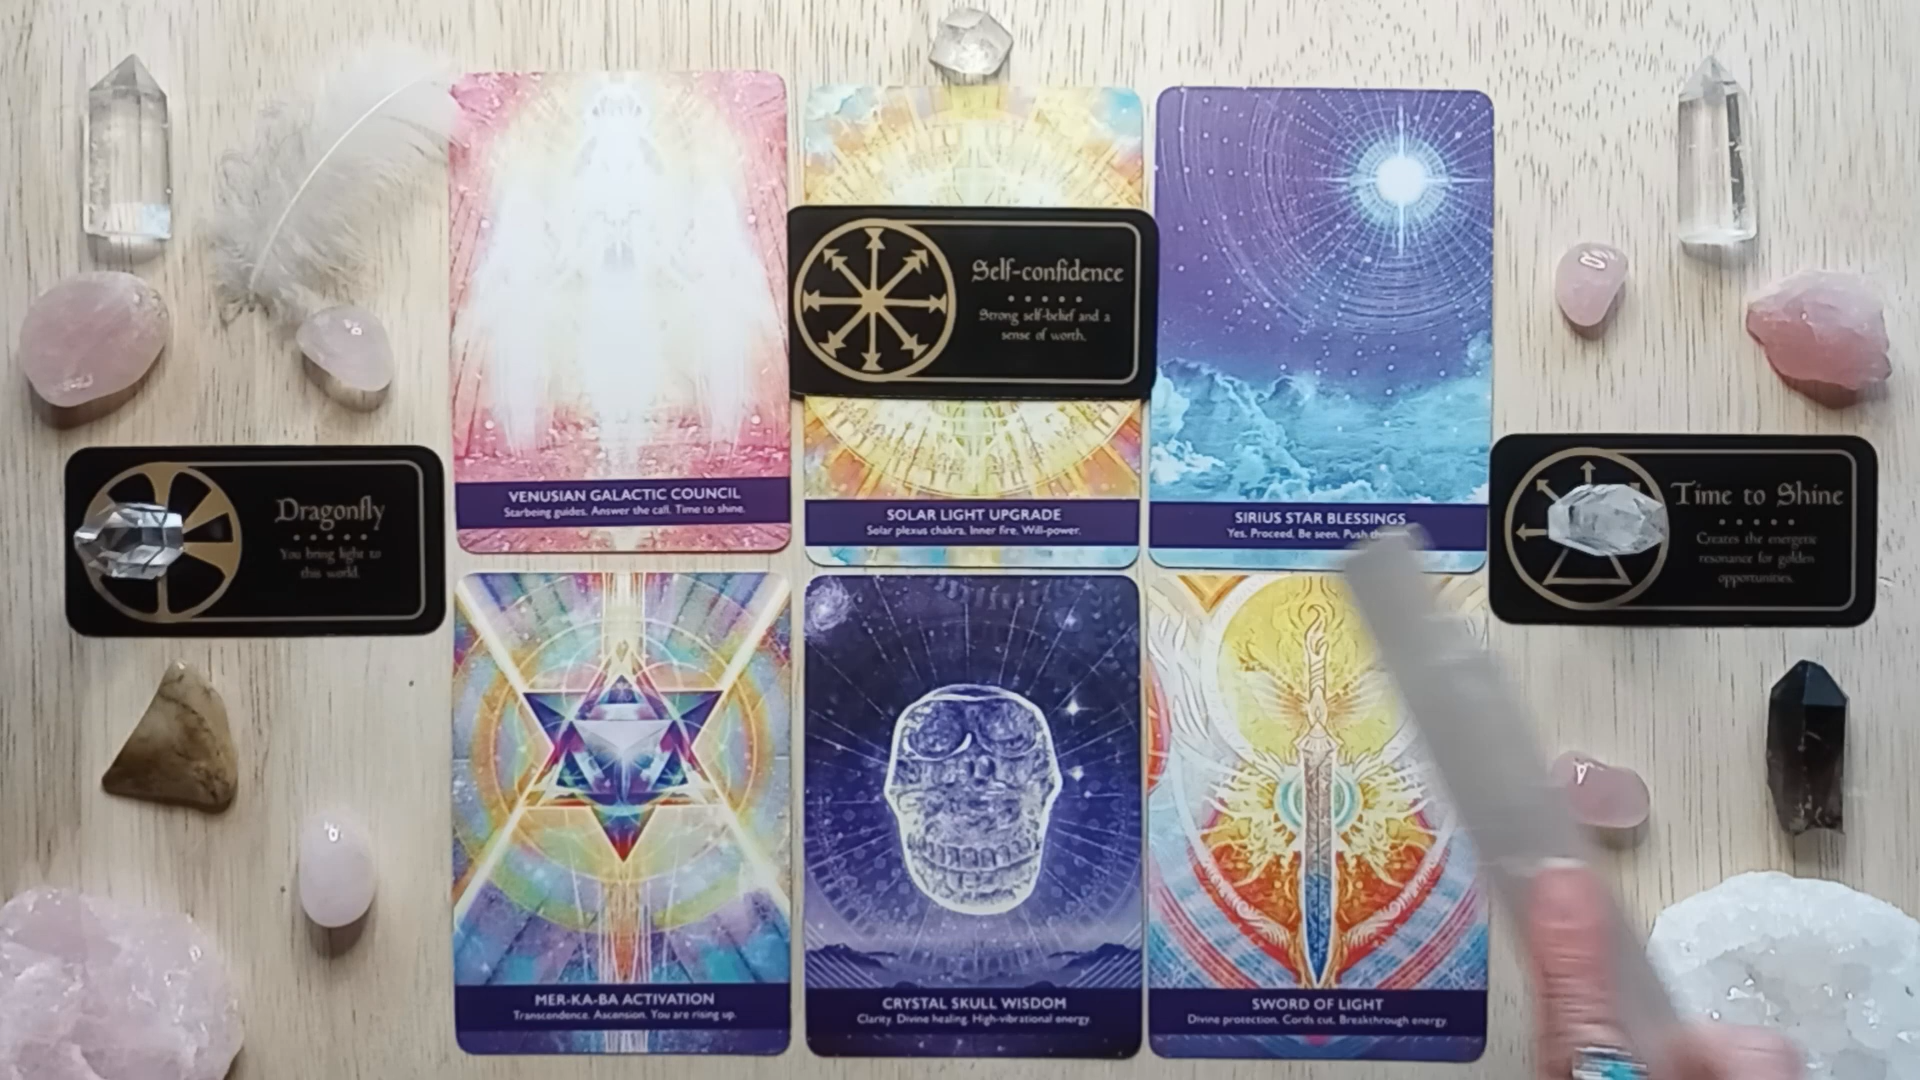 VENUSIAN GALACTIC COUNCIL
Starbeing guides. Answer the call. Time to shine.
Self-confidence
Strong self-belief and a
sense of worth.
SOLAR LIGHT UPGRADE
Solar plexus chakra. Inner fire. Will-power.
SIRIUS STAR BLESSINGS
Yes. Proceed. Be seen. Push
Dragonfly
You bring light to
this world.
Time to Shine
Creates the energetic
resonance for golden
opportunities.
MER-KA-BA ACTIVATION
Transcendence. Ascension. You are rising up.
CRYSTAL SKULL WISDOM
Clarity. Divine healing. High-vibrational energy.
SWORD OF LIGHT
Divine protection. Cords cut. Breakthrough energy.